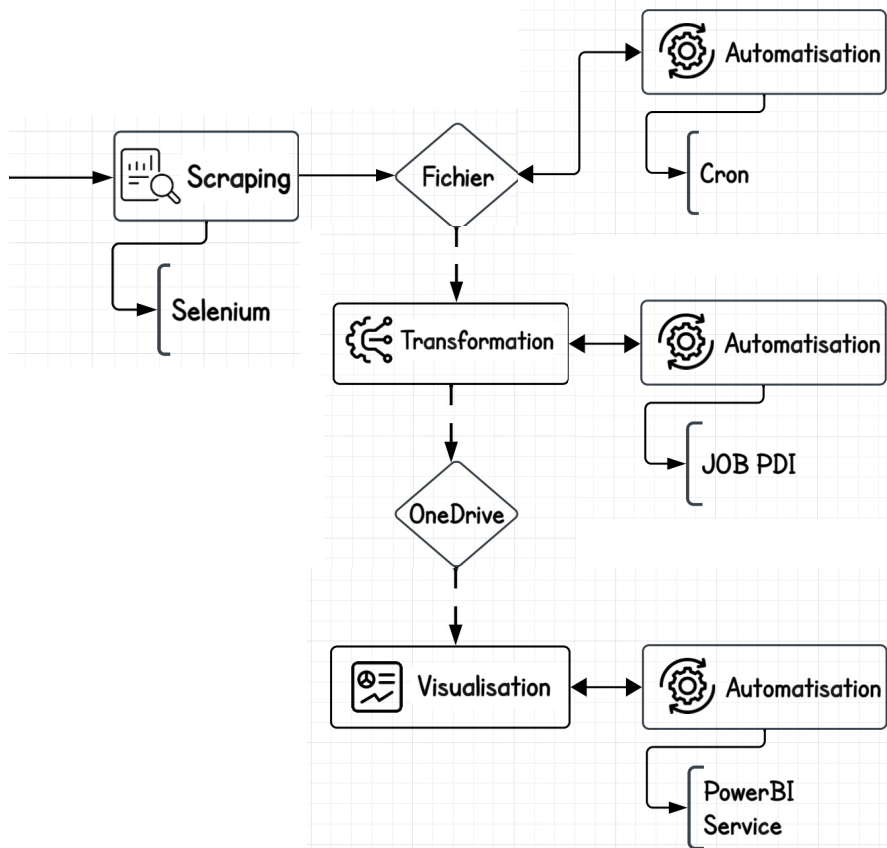 Automatisation
Scraping
Fichier
Cron
Selenium
Transformation
Automatisation
JOB PDI
OneDrive
Visualisation
Automatisation
PowerBI
Service